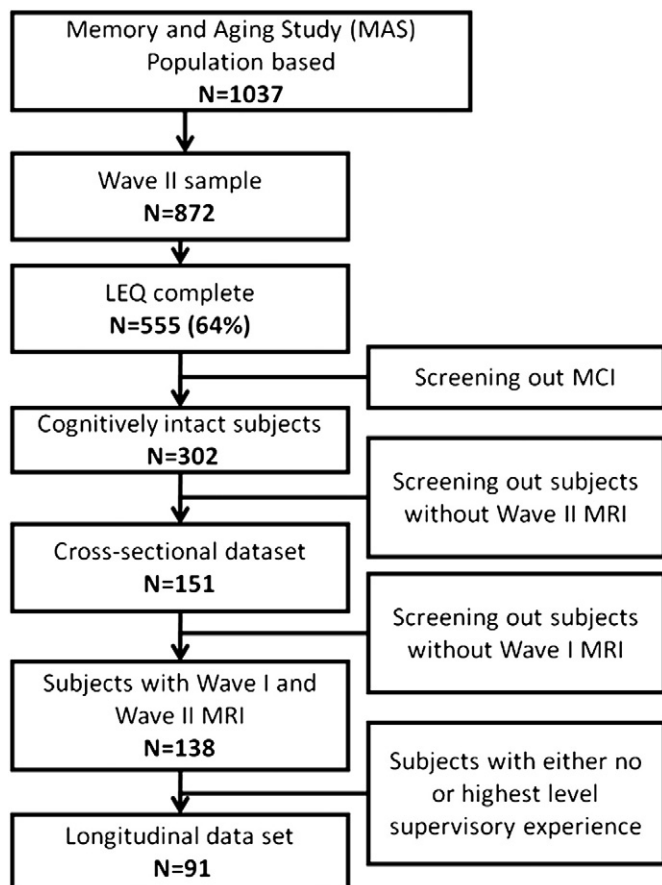 Memory and Aging Study (MAS)
Population based
N=1037
Wave II sample
N=872
LEQ complete
N=555 (64%)
Screening out MCI
Cognitively intact subjects
N=302
Screening out subjects
without Wave II MRI
Cross-sectional dataset
N=151
Screening out subjects
without Wave I MRI
Subjects with Wave I and
Wave II MRI
N=138
Subjects with either no
or highest level
supervisory experience
Longitudinal data set
N=91